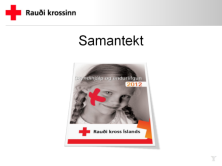 Rauði krossinn
Samantekt
2012
Rauði kross Íslands